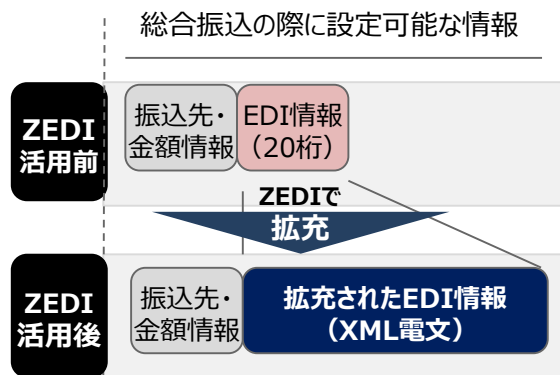 総合振込の際に設定可能な情報
ZEDI
活用前
振込先・
金額情報
EDI情報
（20桁）
ZEDIで
拡充
ZEDI
活用後
振込先・
金額情報
拡充されたEDI情報
（XML電文）